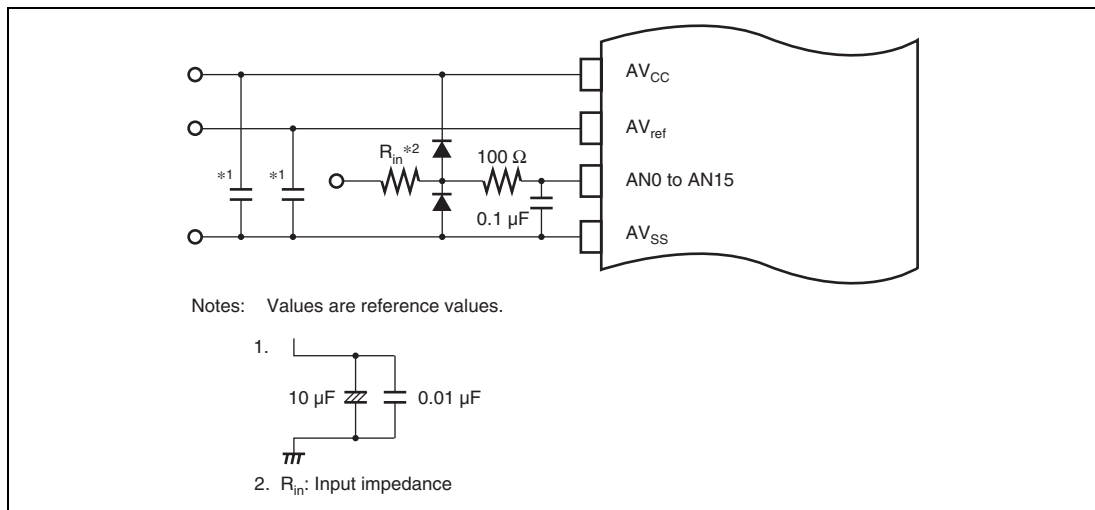 AVCC
AVref
Rin*2
100 Ω
*1
*1
AN0 to AN15
0.1 µF
AVSS
Notes: Values are reference values.
1.
10 µF
0.01 µF
2. Rin: Input impedance